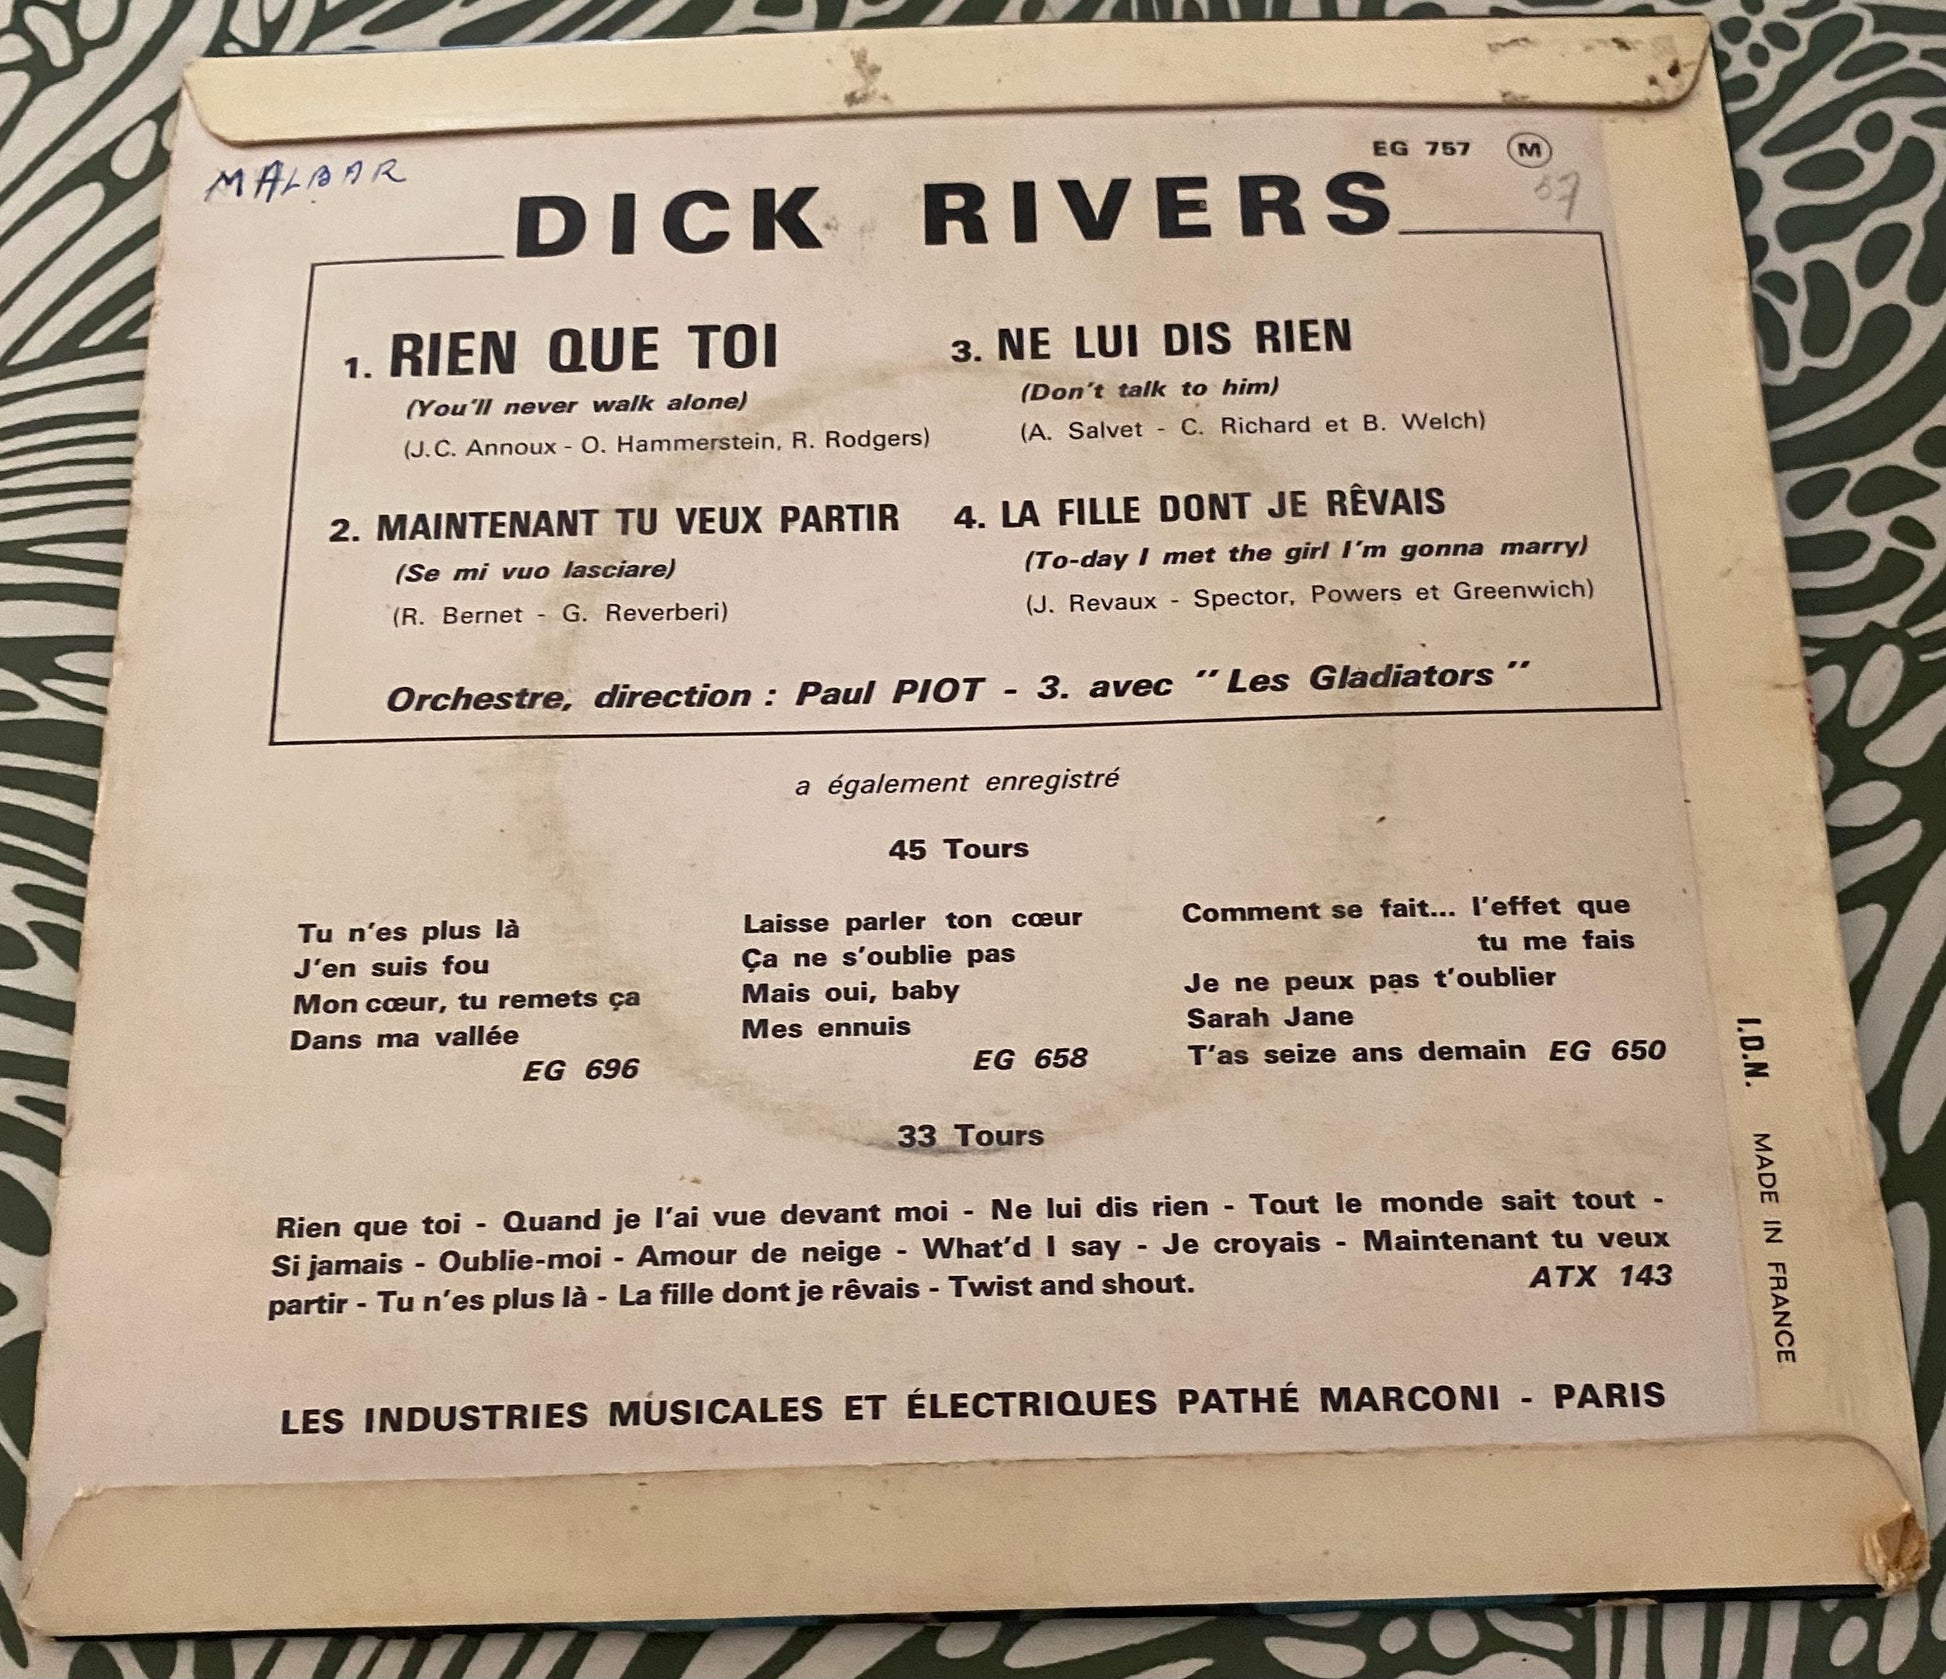 MALBAR
EG 757 M
57
DICK RIVERS
1. RIEN QUE TOI
(You'll never walk alone)
(J.C. Annoux - O. Hammerstein, R. Rodgers)
2. MAINTENANT TU VEUX PARTIR
(Se mi vuo lasciare)
(R. Bernet - G. Reverberi)
3. NE LUI DIS RIEN
(Don't talk to him)
(A. Salvet - C. Richard et B. Welch)
4. LA FILLE DONT JE RÊVAIS
(To-day I met the girl I'm gonna marry)
(J. Revaux - Spector, Powers et Greenwich)
Orchestre, direction : Paul PIOT - 3. avec "Les Gladiators"
a également enregistré
45 Tours
Tu n'es plus là
J'en suis fou
Mon cœur, tu remets ça
Dans ma vallée
EG 696
Laisse parler ton cœur
Ça ne s'oublie pas
Mais oui, baby
Mes ennuis
EG 658
Comment se fait... l'effet que
tu me fais
Je ne peux pas t'oublier
Sarah Jane
T'as seize ans demain EG 650
33 Tours
Rien que toi - Quand je l'ai vue devant moi - Ne lui dis rien - Tout le monde sait tout -
Si jamais - Oublie-moi - Amour de neige - What'd I say - Je croyais - Maintenant tu veux
partir - Tu n'es plus là - La fille dont je rêvais - Twist and shout. ATX 143
LES INDUSTRIES MUSICALES ET ÉLECTRIQUES PATHÉ MARCONI - PARIS
I.D.N. MADE IN FRANCE